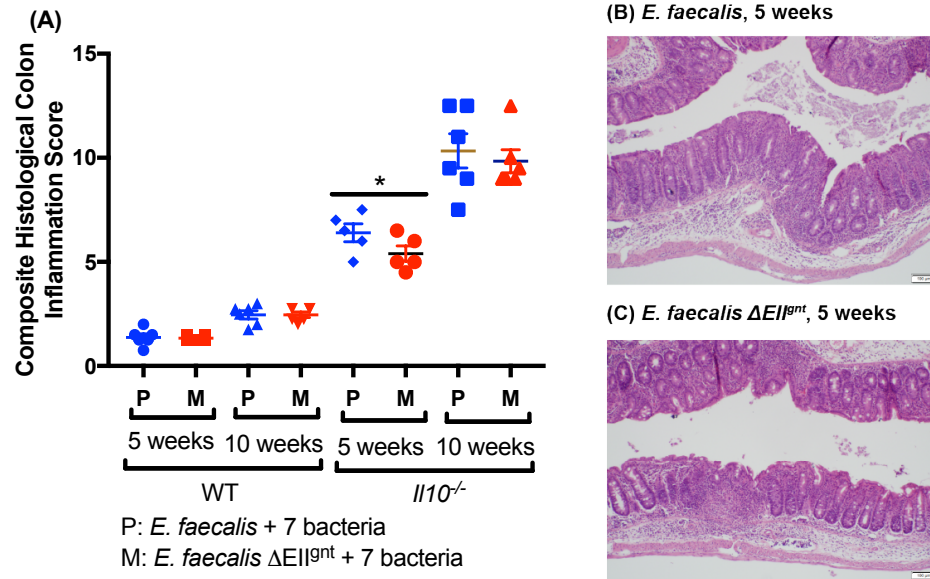 (A)
Composite Histological Colon
Inflammation Score
15
10
5
0
*
P M P M P M P M
5 weeks 10 weeks 5 weeks 10 weeks
WT Il10-/-
P: E. faecalis + 7 bacteria
M: E. faecalis ΔEIIgnt + 7 bacteria
(B) E. faecalis, 5 weeks
(C) E. faecalis ΔEIIgnt, 5 weeks